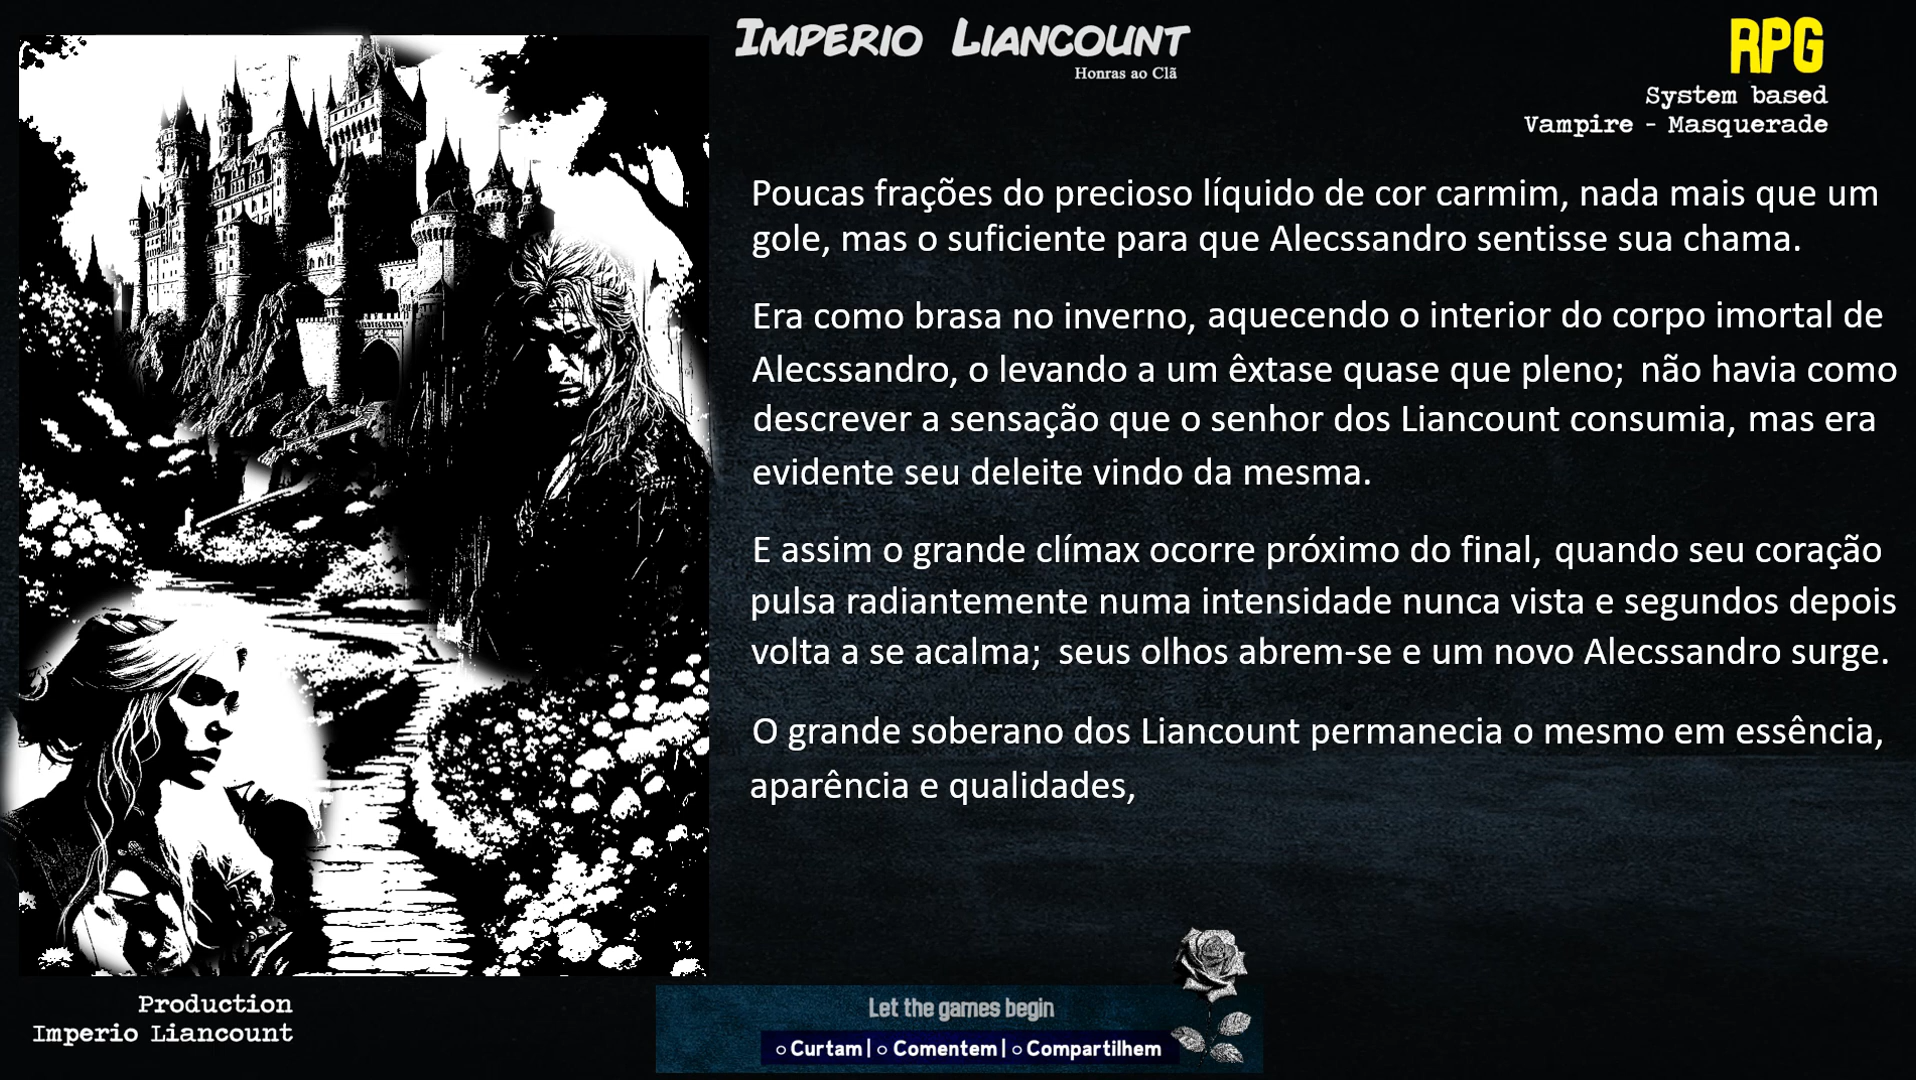 IMPERIO LIANCOUNT
Honras ao Clã
RPG
System based
Vampire - Masquerade
Poucas frações do precioso líquido de cor carmim, nada mais que um
gole, mas o suficiente para que Alecssandro sentisse sua chama.
Era como brasa no inverno, aquecendo o interior do corpo imortal de
Alecssandro, o levando a um êxtase quase que pleno; não havia como
descrever a sensação que o senhor dos Liancount consumia, mas era
evidente seu deleite vindo da mesma.
E assim o grande clímax ocorre próximo do final, quando seu coração
pulsa radiantemente numa intensidade nunca vista e segundos depois
volta a se acalma; seus olhos abrem-se e um novo Alecssandro surge.
O grande soberano dos Liancount permanecia o mesmo em essência,
aparência e qualidades,
Production
Imperio Liancount
Let the games begin
o Curtam | o Comentem | o Compartilhem